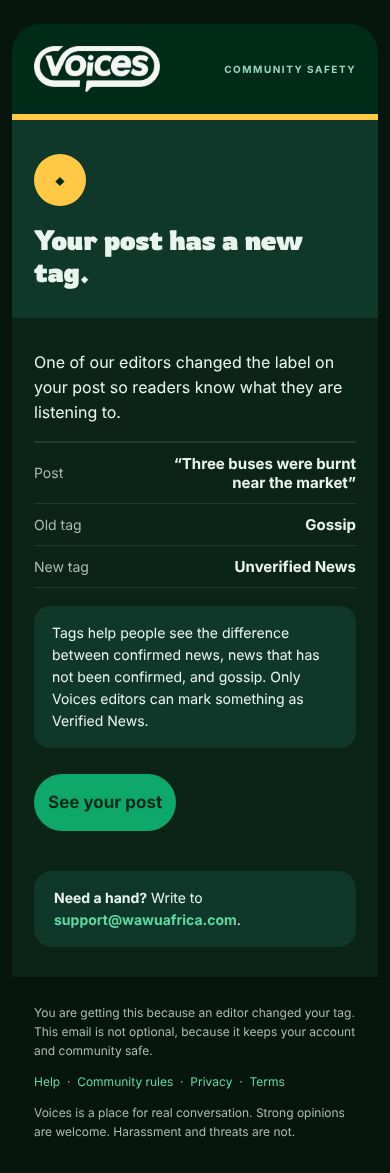 Voices
COMMUNITY SAFETY
Your post has a new
tag.
One of our editors changed the label on
your post so readers know what they are
listening to.
Post
“Three buses were burnt
near the market”
Old tag
Gossip
New tag
Unverified News
Tags help people see the difference
between confirmed news, news that has
not been confirmed, and gossip. Only
Voices editors can mark something as
Verified News.
See your post
Need a hand? Write to
support@wawuafrica.com.
You are getting this because an editor changed your tag.
This email is not optional, because it keeps your account
and community safe.
Help · Community rules · Privacy · Terms
Voices is a place for real conversation. Strong opinions
are welcome. Harassment and threats are not.